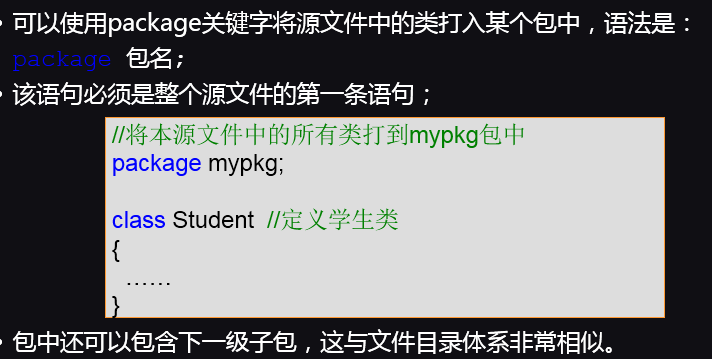 • 可以使用package关键字将源文件中的类打入某个包中，语法是：
package 包名;
• 该语句必须是整个源文件的第一条语句；
//将本源文件中的所有类打到mypkg包中
package mypkg;
class Student //定义学生类
{
……
}
• 包中还可以包含下一级子包，这与文件目录体系非常相似。